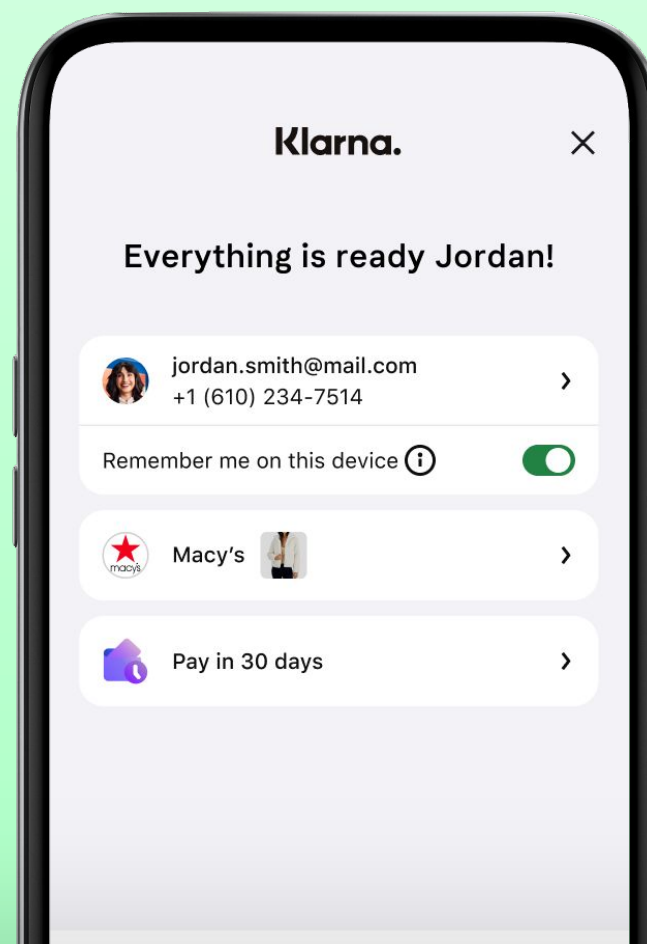 Klarna.
Everything is ready Jordan!
jordan.smith@mail.com
+1 (610) 234-7514
Remember me on this device
macy's
Macy's
Pay in 30 days